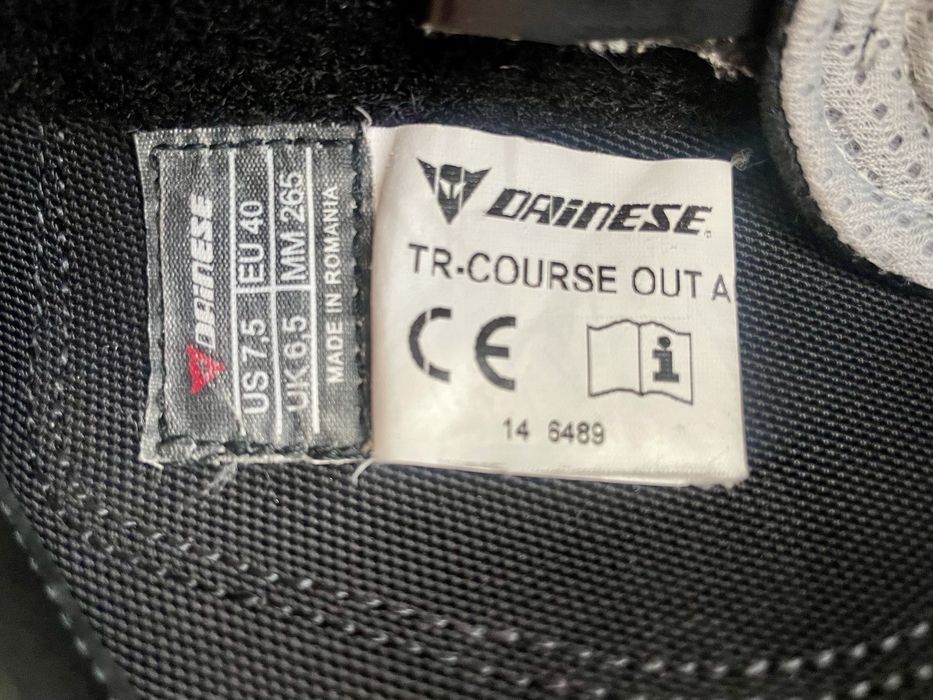 DAINESE
US 7.5 EU 40
UK 6,5 MM 265
MADE IN ROMANIA
DAINESE
TR-COURSE OUT A
CE
i
14 6489